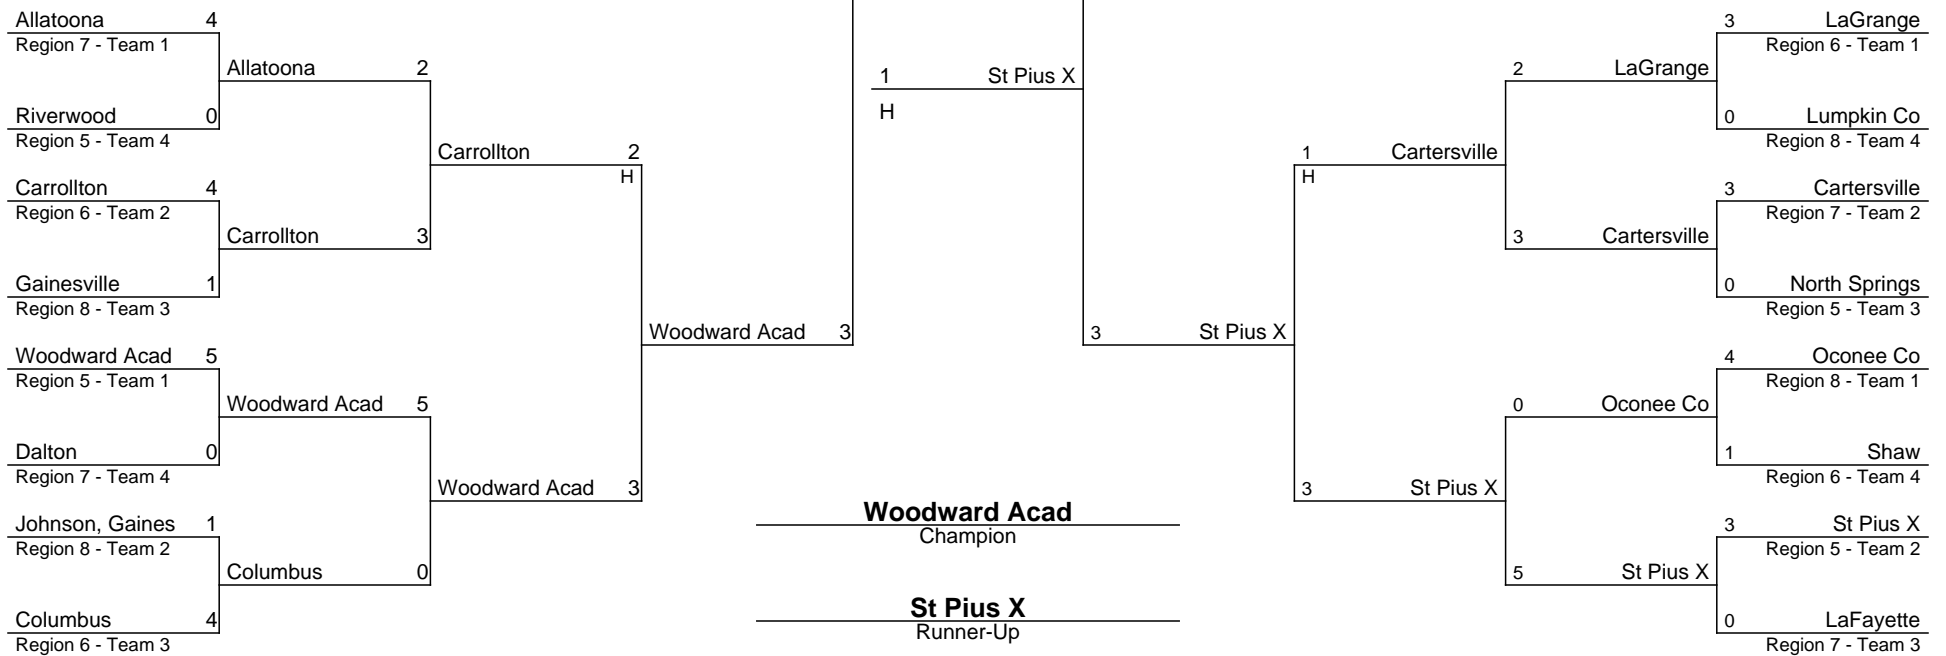 Allatoona 4
Region 7 - Team 1
Riverwood 0
Region 5 - Team 4
Carrollton 4
Region 6 - Team 2
Gainesville 1
Region 8 - Team 3
Woodward Acad 5
Region 5 - Team 1
Dalton 0
Region 7 - Team 4
Johnson, Gaines 1
Region 8 - Team 2
Columbus 4
Region 6 - Team 3
Allatoona 2
Carrollton 3
Woodward Acad 5
Columbus 0
Carrollton 2
H
Woodward Acad 3
Woodward Acad 3
1 St Pius X
H
Woodward Acad
Champion
St Pius X
Runner-Up
3 St Pius X
1 Cartersville
H
3 St Pius X
2 LaGrange
3 Cartersville
0 Oconee Co
5 St Pius X
3 LaGrange
Region 6 - Team 1
0 Lumpkin Co
Region 8 - Team 4
3 Cartersville
Region 7 - Team 2
0 North Springs
Region 5 - Team 3
4 Oconee Co
Region 8 - Team 1
1 Shaw
Region 6 - Team 4
3 St Pius X
Region 5 - Team 2
0 LaFayette
Region 7 - Team 3